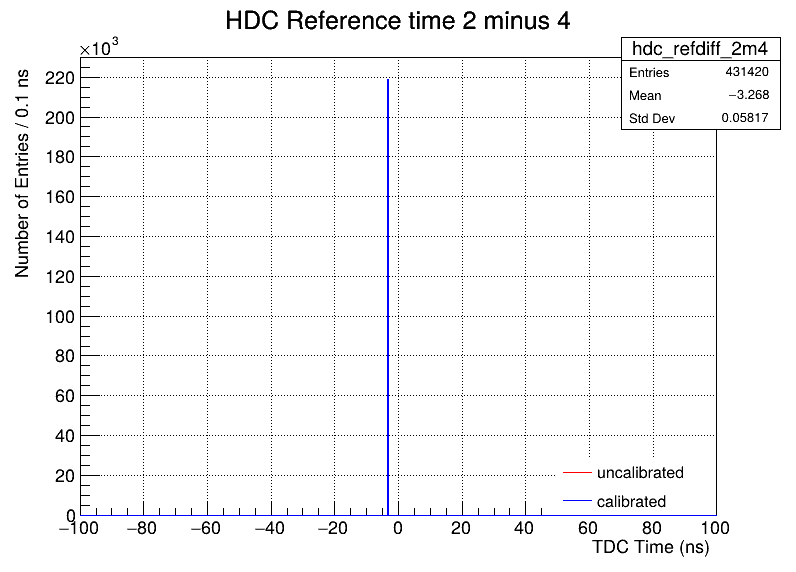 HDC Reference time 2 minus 4
×10³
hdc_refdiff_2m4
Entries 431420
Mean −3.268
Std Dev 0.05817
Number of Entries / 0.1 ns
220
200
180
160
140
120
100
80
60
40
20
0
uncalibrated
calibrated
−100 −80 −60 −40 −20 0 20 40 60 80 100
TDC Time (ns)